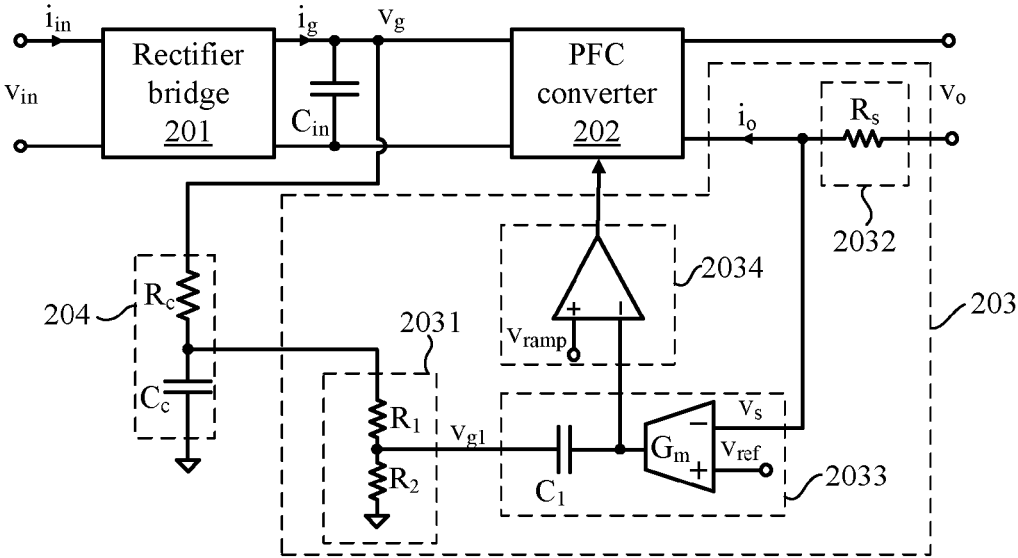 i_in
i_g
v_g
v_in
Rectifier
bridge
201
C_in
PFC
converter
202
i_o
R_s
v_o
2032
2034
203
204
R_c
C_c
2031
v_ramp
+
−
R_1
R_2
v_g1
C_1
G_m
−
+
v_s
v_ref
2033